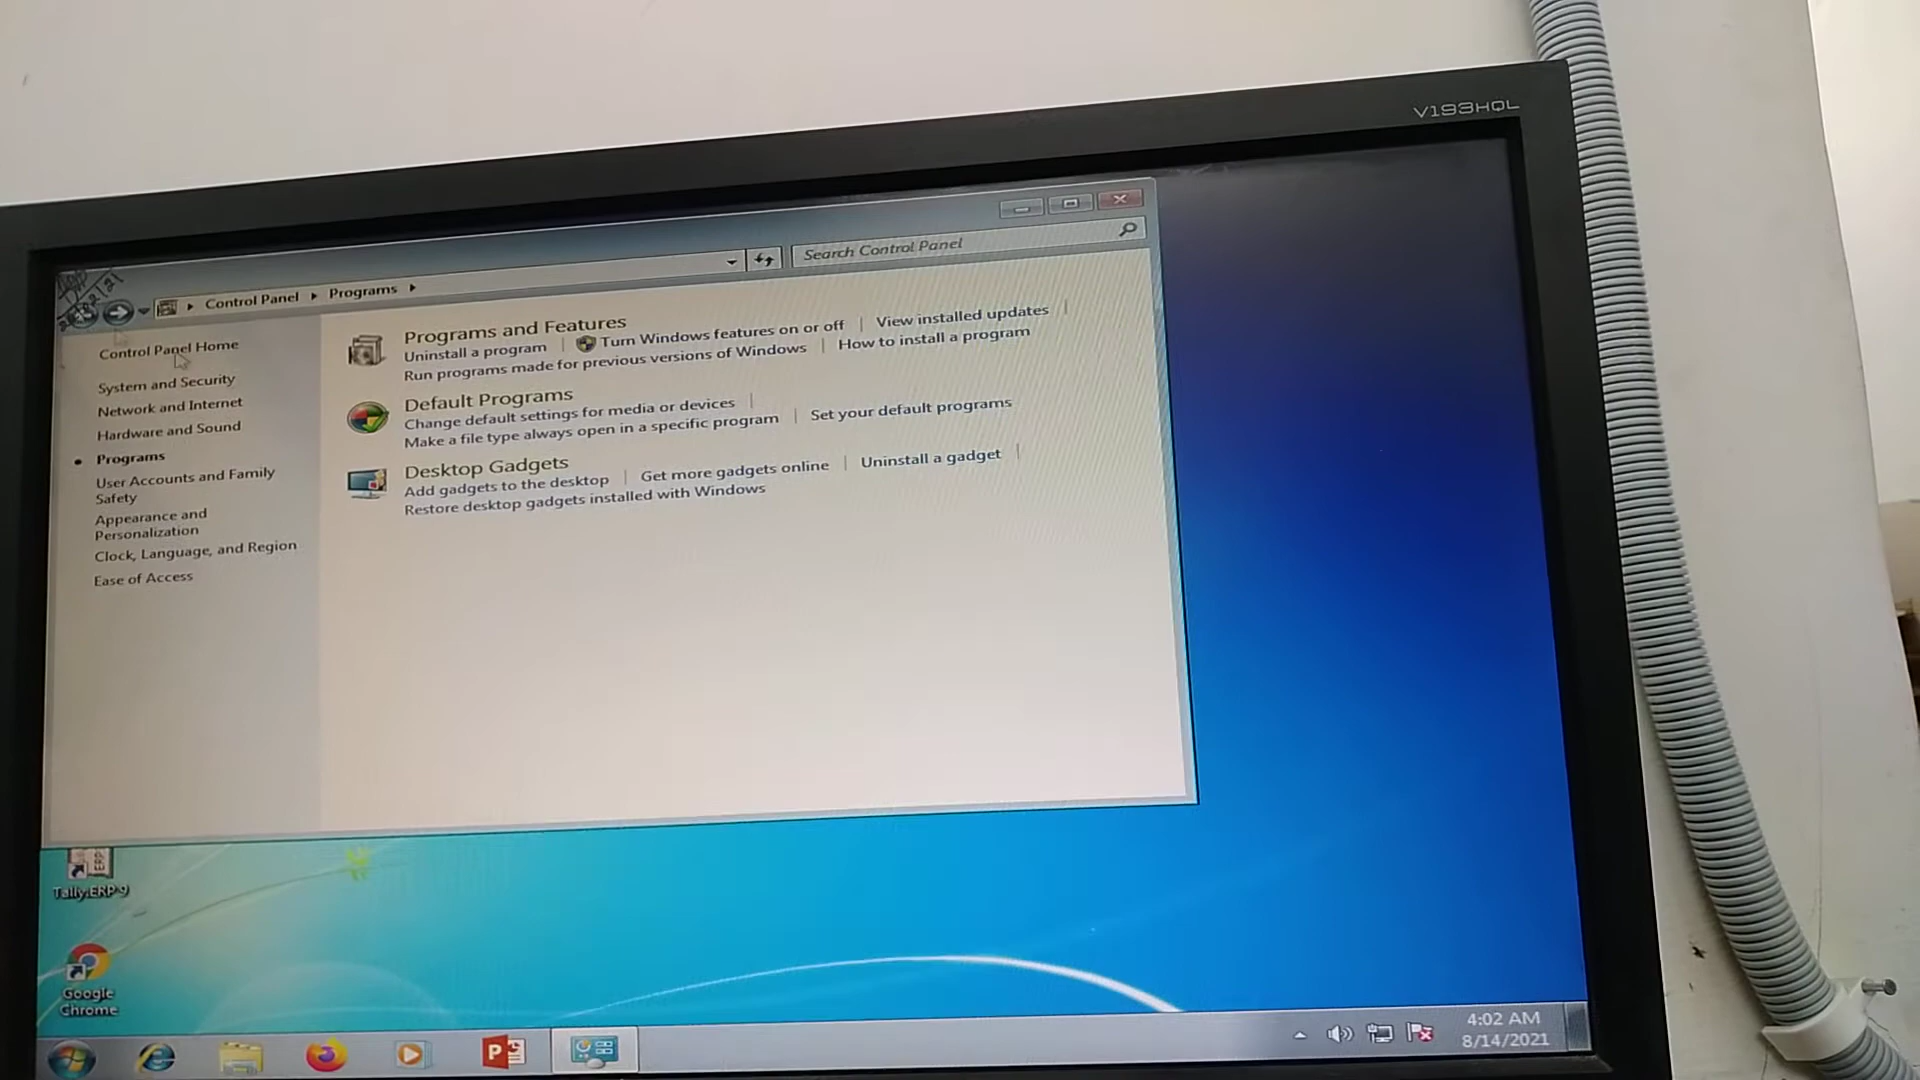 V193HQL
Search Control Panel
Control Panel
Programs
Control Panel Home
System and Security
Network and Internet
Hardware and Sound
Programs
User Accounts and Family
Safety
Appearance and
Personalization
Clock, Language, and Region
Ease of Access
Programs and Features
Uninstall a program
Turn Windows features on or off
View installed updates
Run programs made for previous versions of Windows
How to install a program
Default Programs
Change default settings for media or devices
Make a file type always open in a specific program
Set your default programs
Desktop Gadgets
Add gadgets to the desktop
Get more gadgets online
Uninstall a gadget
Restore desktop gadgets installed with Windows
ERP
Tally.ERP 9
Google
Chrome
P
4:02 AM
8/14/2021